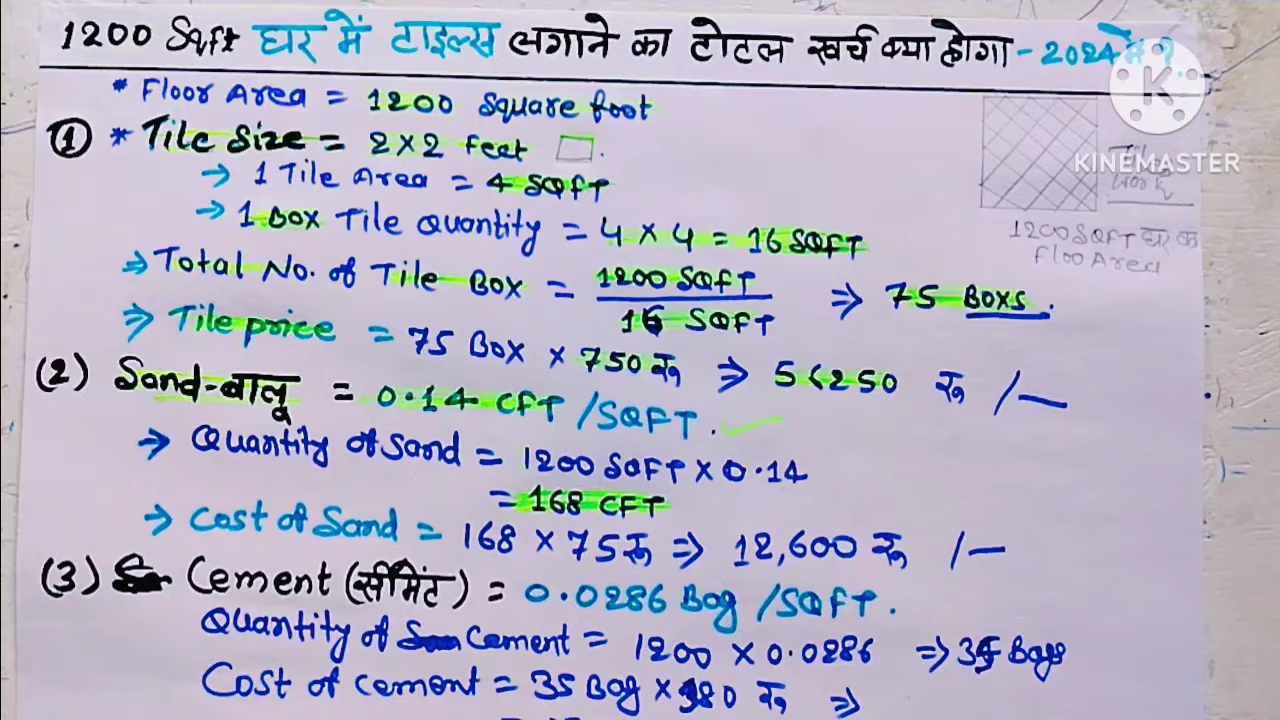 1200 Sqft घर में टाइल्स लगाने का टोटल खर्च क्या होगा - 2024 में ?
* Floor Area = 1200 Square foot
(1) * Tile Size = 2×2 feet
→ 1 Tile Area = 4 SQFT
→ 1 Box Tile Quantity = 4 × 4 = 16 SQFT
⇒ Total No. of Tile Box = 1200 SQFT / 16 SQFT ⇒ 75 Boxs.
⇒ Tile price = 75 Box × 750 रू ⇒ 56250 रू /—
(2) Sand-बालू = 0.14 CFT /SQFT.
→ Quantity of Sand = 1200 SQFT × 0.14
= 168 CFT
→ Cost of Sand = 168 × 75 रू ⇒ 12,600 रू /—
(3) Cement (सीमेंट) = 0.0286 Bag /SQFT.
Quantity of Cement = 1200 × 0.0286 ⇒ 35 Bags
Cost of cement = 35 Bag × 380 रू ⇒
K
KINEMASTER
Tile
Work
1200 SQFT घर का
Floo Area